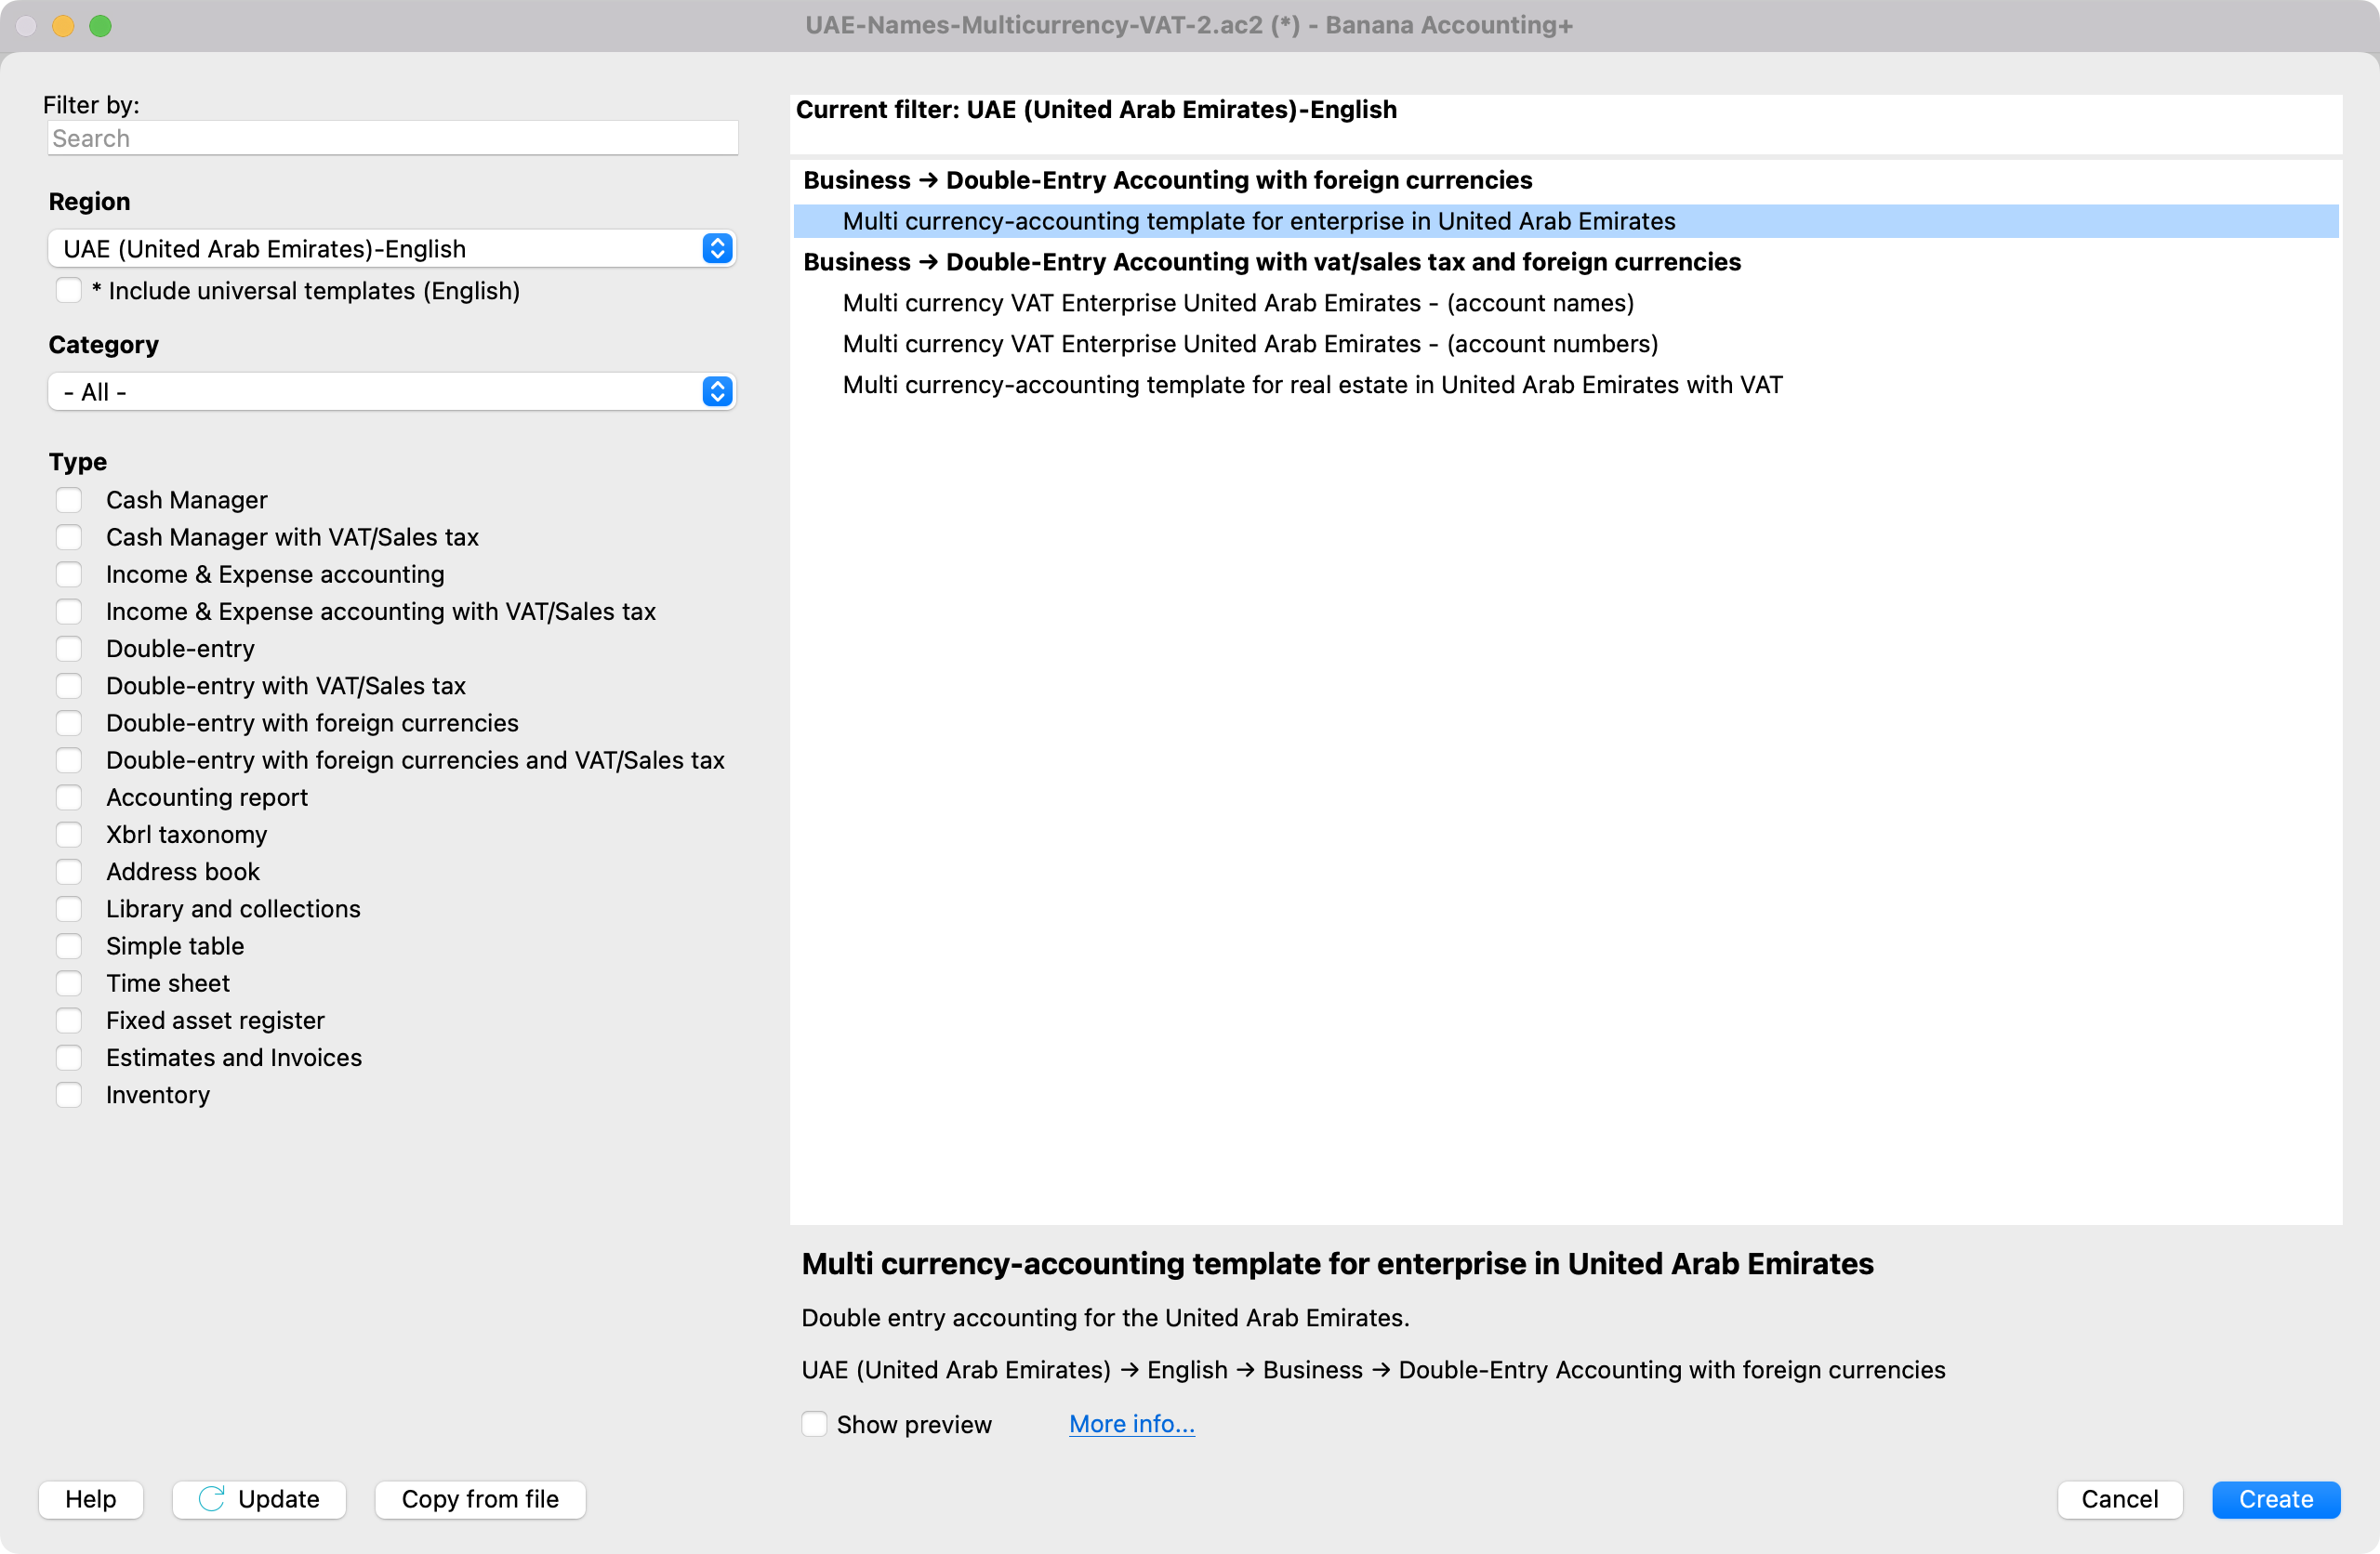 UAE-Names-Multicurrency-VAT-2.ac2 (*) - Banana Accounting+
Filter by:
Search
Region
UAE (United Arab Emirates)-English
* Include universal templates (English)
Category
- All -
Type
Cash Manager
Cash Manager with VAT/Sales tax
Income & Expense accounting
Income & Expense accounting with VAT/Sales tax
Double-entry
Double-entry with VAT/Sales tax
Double-entry with foreign currencies
Double-entry with foreign currencies and VAT/Sales tax
Accounting report
Xbrl taxonomy
Address book
Library and collections
Simple table
Time sheet
Fixed asset register
Estimates and Invoices
Inventory
Current filter: UAE (United Arab Emirates)-English
Business → Double-Entry Accounting with foreign currencies
Multi currency-accounting template for enterprise in United Arab Emirates
Business → Double-Entry Accounting with vat/sales tax and foreign currencies
Multi currency VAT Enterprise United Arab Emirates - (account names)
Multi currency VAT Enterprise United Arab Emirates - (account numbers)
Multi currency-accounting template for real estate in United Arab Emirates with VAT
Multi currency-accounting template for enterprise in United Arab Emirates
Double entry accounting for the United Arab Emirates.
UAE (United Arab Emirates) → English → Business → Double-Entry Accounting with foreign currencies
Show preview More info...
Help Update Copy from file Cancel Create